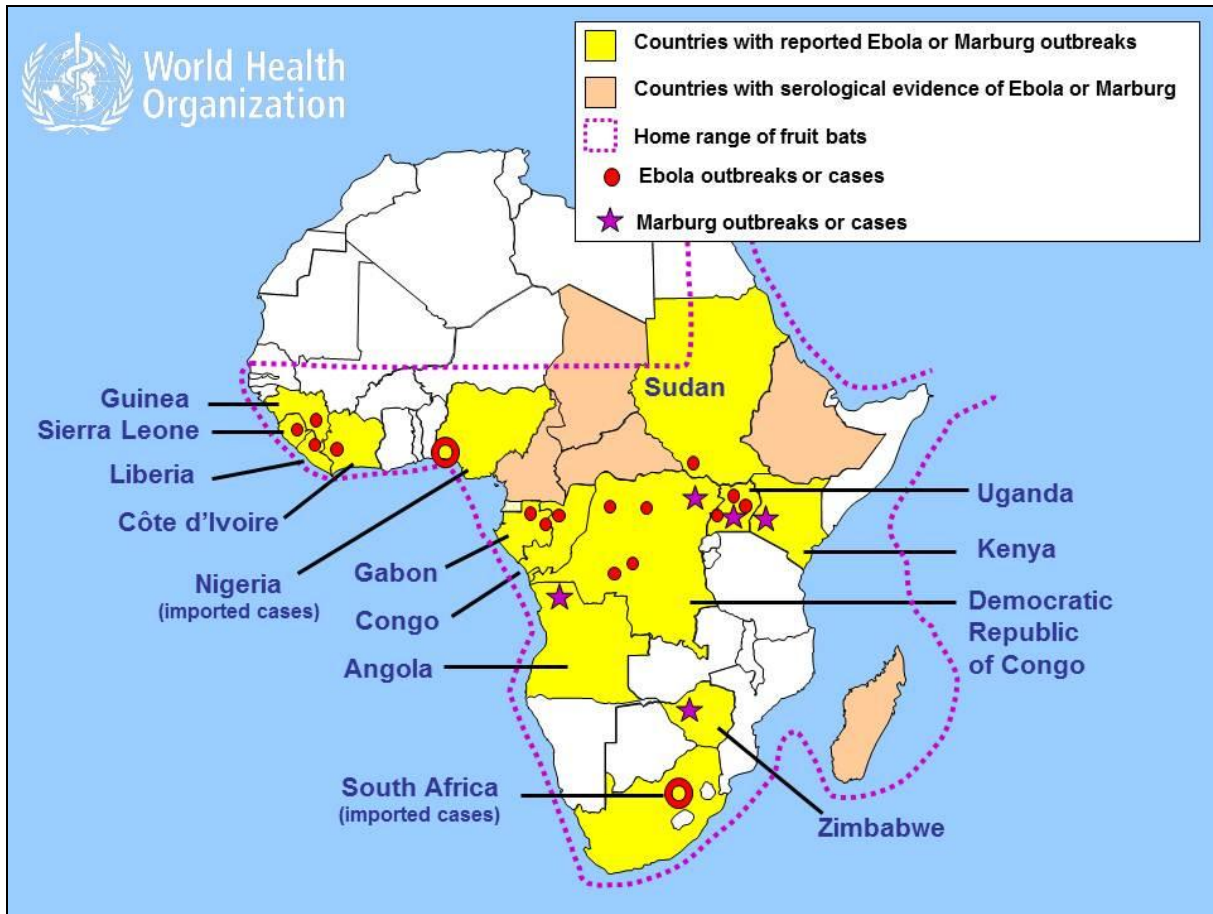 World Health
Organization
Countries with reported Ebola or Marburg outbreaks
Countries with serological evidence of Ebola or Marburg
Home range of fruit bats
Ebola outbreaks or cases
Marburg outbreaks or cases
Sudan
Guinea
Sierra Leone
Liberia
Côte d’Ivoire
Nigeria
(imported cases)
Gabon
Congo
Angola
South Africa
(imported cases)
Uganda
Kenya
Democratic
Republic
of Congo
Zimbabwe